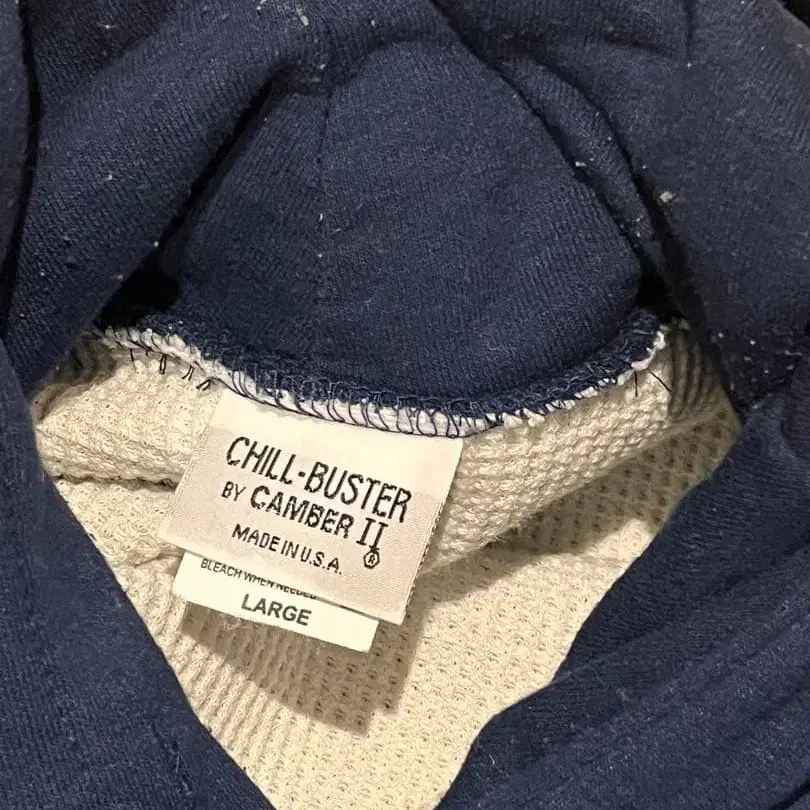 CHILL-BUSTER
BY CAMBER II
MADE IN U.S.A. ®
BLEACH WHEN NEEDED
LARGE